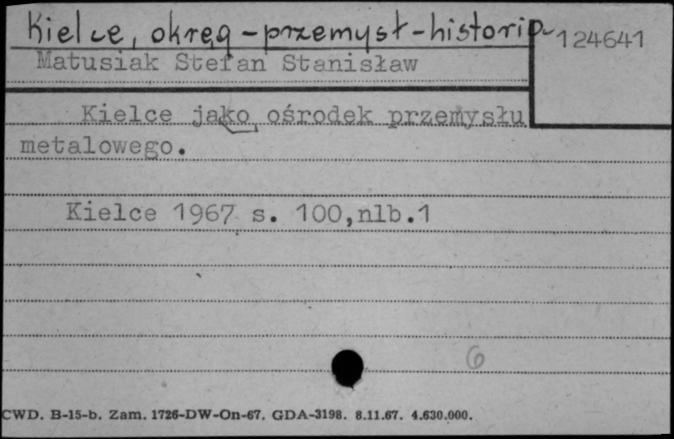 Kielce, okręg - przemysł - historia
124641
Matusiak Stefan Stanisław
Kielce jako ośrodek przemysłu
metalowego.
Kielce 1967 s. 100,nlb.1
6
CWD. B-15-b. Zam. 1726-DW-On-67. GDA-3198. 8.11.67. 4.630.000.